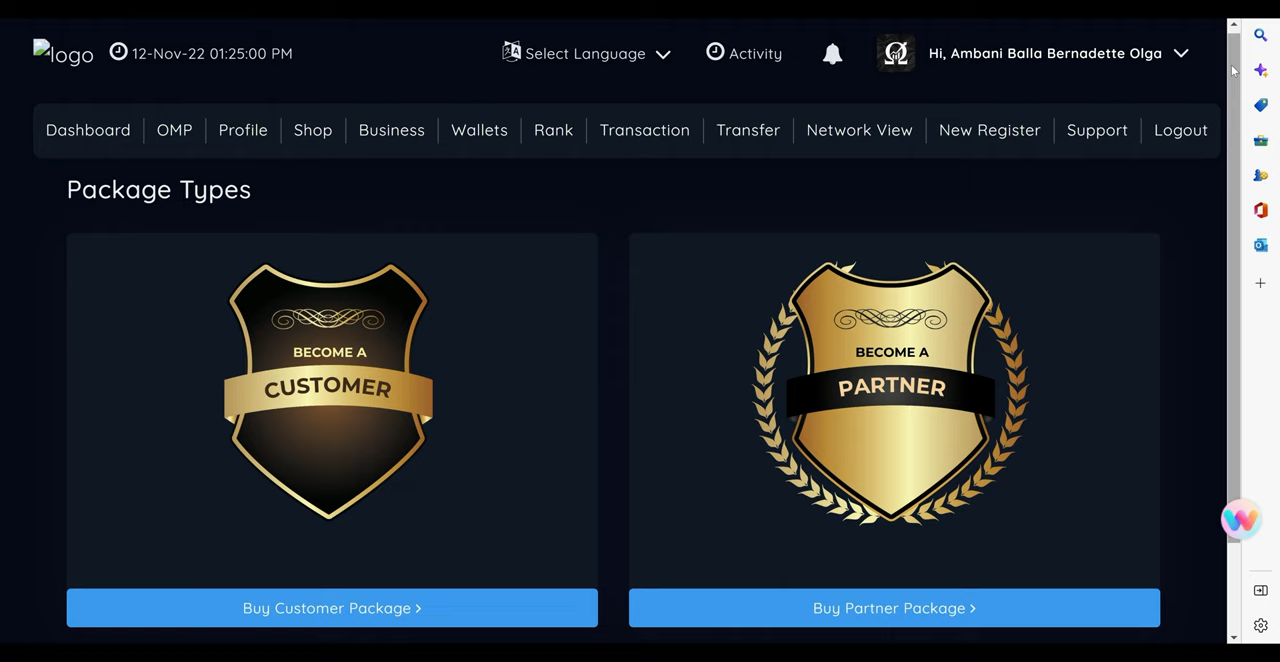 logo 12-Nov-22 01:25:00 PM Select Language Activity Hi, Ambani Balla Bernadette Olga
Dashboard OMP Profile Shop Business Wallets Rank Transaction Transfer Network View New Register Support Logout
Package Types
BECOME A
CUSTOMER
BECOME A
PARTNER
Buy Customer Package >
Buy Partner Package >